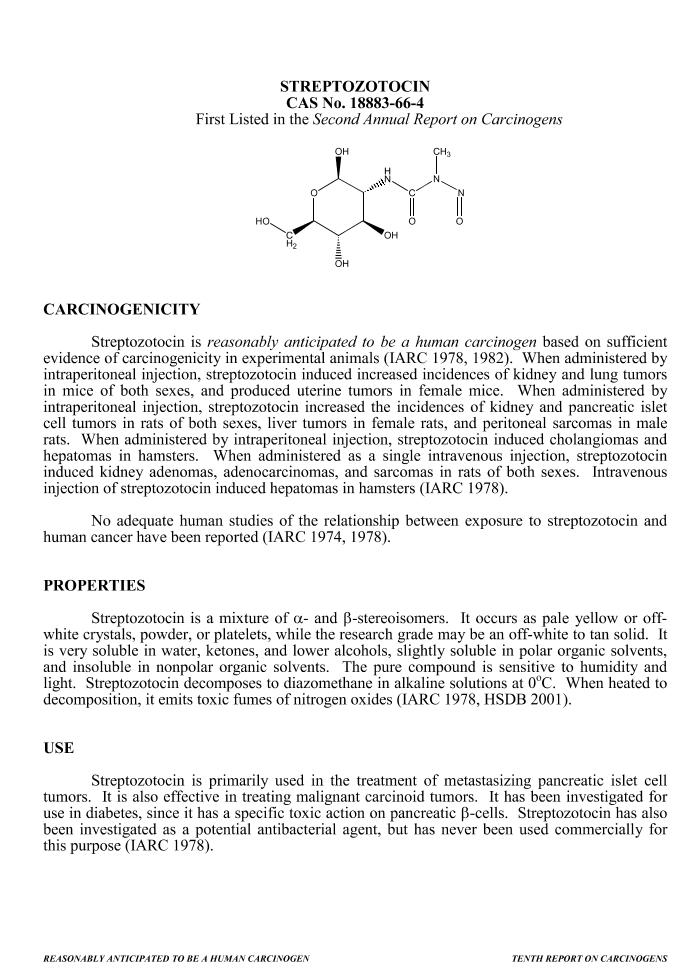 STREPTOZOTOCIN
CAS No. 18883-66-4
First Listed in the Second Annual Report on Carcinogens
OH
CH3
H
N
N
O
C
N
HO
O
O
C
H2
OH
OH
CARCINOGENICITY
Streptozotocin is reasonably anticipated to be a human carcinogen based on sufficient
evidence of carcinogenicity in experimental animals (IARC 1978, 1982). When administered by
intraperitoneal injection, streptozotocin induced increased incidences of kidney and lung tumors
in mice of both sexes, and produced uterine tumors in female mice. When administered by
intraperitoneal injection, streptozotocin increased the incidences of kidney and pancreatic islet
cell tumors in rats of both sexes, liver tumors in female rats, and peritoneal sarcomas in male
rats. When administered by intraperitoneal injection, streptozotocin induced cholangiomas and
hepatomas in hamsters. When administered as a single intravenous injection, streptozotocin
induced kidney adenomas, adenocarcinomas, and sarcomas in rats of both sexes. Intravenous
injection of streptozotocin induced hepatomas in hamsters (IARC 1978).
No adequate human studies of the relationship between exposure to streptozotocin and
human cancer have been reported (IARC 1974, 1978).
PROPERTIES
Streptozotocin is a mixture of α- and β-stereoisomers. It occurs as pale yellow or off-
white crystals, powder, or platelets, while the research grade may be an off-white to tan solid. It
is very soluble in water, ketones, and lower alcohols, slightly soluble in polar organic solvents,
and insoluble in nonpolar organic solvents. The pure compound is sensitive to humidity and
light. Streptozotocin decomposes to diazomethane in alkaline solutions at 0°C. When heated to
decomposition, it emits toxic fumes of nitrogen oxides (IARC 1978, HSDB 2001).
USE
Streptozotocin is primarily used in the treatment of metastasizing pancreatic islet cell
tumors. It is also effective in treating malignant carcinoid tumors. It has been investigated for
use in diabetes, since it has a specific toxic action on pancreatic β-cells. Streptozotocin has also
been investigated as a potential antibacterial agent, but has never been used commercially for
this purpose (IARC 1978).
REASONABLY ANTICIPATED TO BE A HUMAN CARCINOGEN TENTH REPORT ON CARCINOGENS